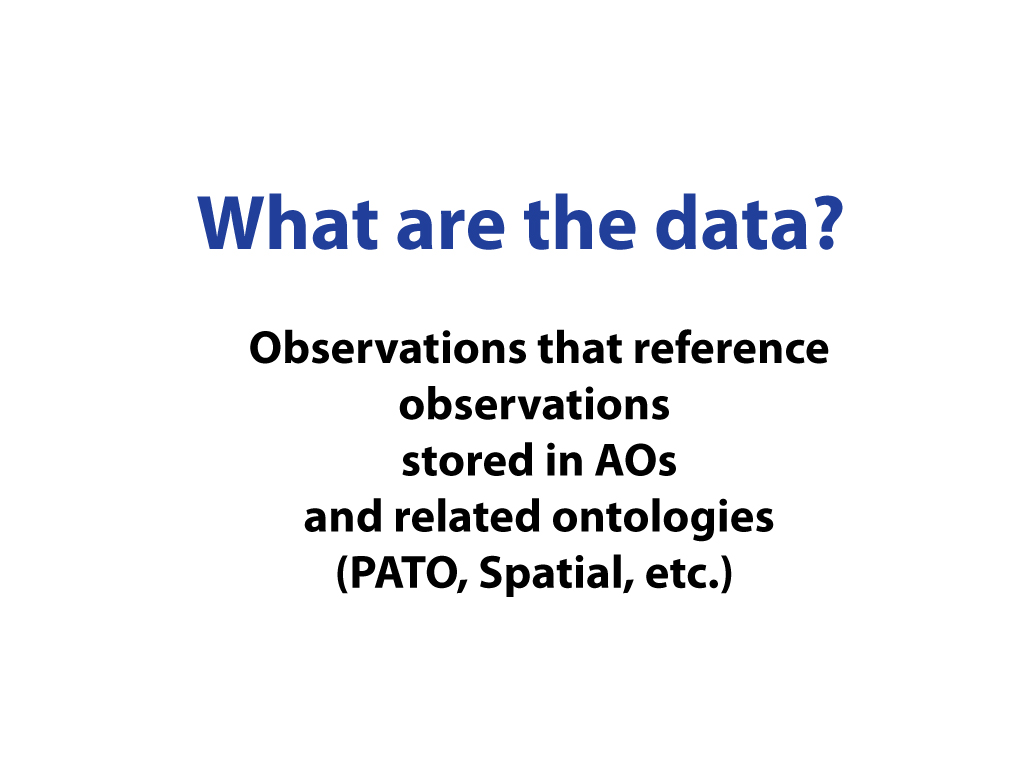 What are the data?
Observations that reference
observations
stored in AOs
and related ontologies
(PATO, Spatial, etc.)